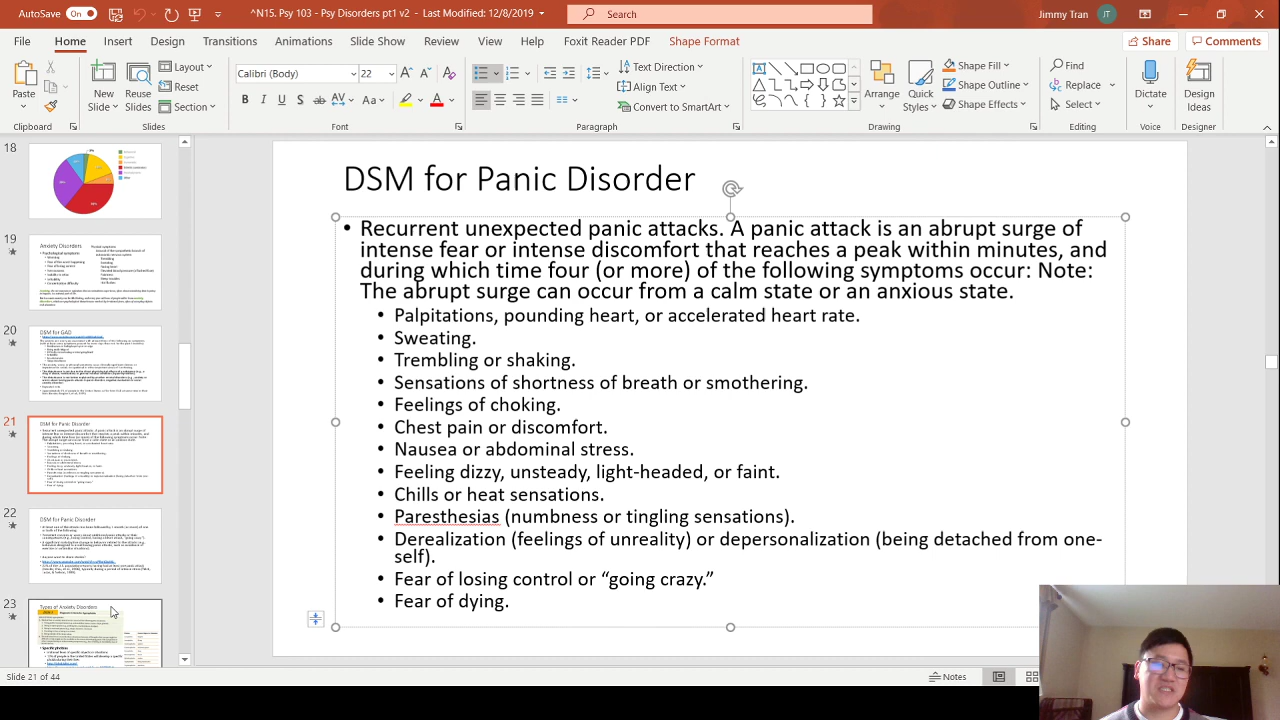 AutoSave On ^N15. Psy 103 - Psy Disorders pt1 v2 - Last Modified: 12/8/2019 Search Jimmy Tran JT
File Home Insert Design Transitions Animations Slide Show Review View Help Foxit Reader PDF Shape Format Share Comments
Paste New Slide Reuse Slides Layout Reset Section Calibri (Body) 22 Text Direction Align Text Convert to SmartArt Arrange Quick Styles Shape Fill Shape Outline Shape Effects Find Replace Select Dictate Design Ideas
Clipboard Slides Font Paragraph Drawing Editing Voice Designer
18
19
Anxiety Disorders
20
DSM for GAD
21
DSM for Panic Disorder
22
DSM for Panic Disorder
23
Types of Anxiety Disorders
DSM for Panic Disorder
• Recurrent unexpected panic attacks. A panic attack is an abrupt surge of
intense fear or intense discomfort that reaches a peak within minutes, and
during which time four (or more) of the following symptoms occur: Note:
The abrupt surge can occur from a calm state or an anxious state.
• Palpitations, pounding heart, or accelerated heart rate.
• Sweating.
• Trembling or shaking.
• Sensations of shortness of breath or smothering.
• Feelings of choking.
• Chest pain or discomfort.
• Nausea or abdominal stress.
• Feeling dizzy, unsteady, light-headed, or faint.
• Chills or heat sensations.
• Paresthesias (numbness or tingling sensations).
• Derealization (feelings of unreality) or depersonalization (being detached from one-
self).
• Fear of losing control or “going crazy.”
• Fear of dying.
Slide 21 of 44 Notes